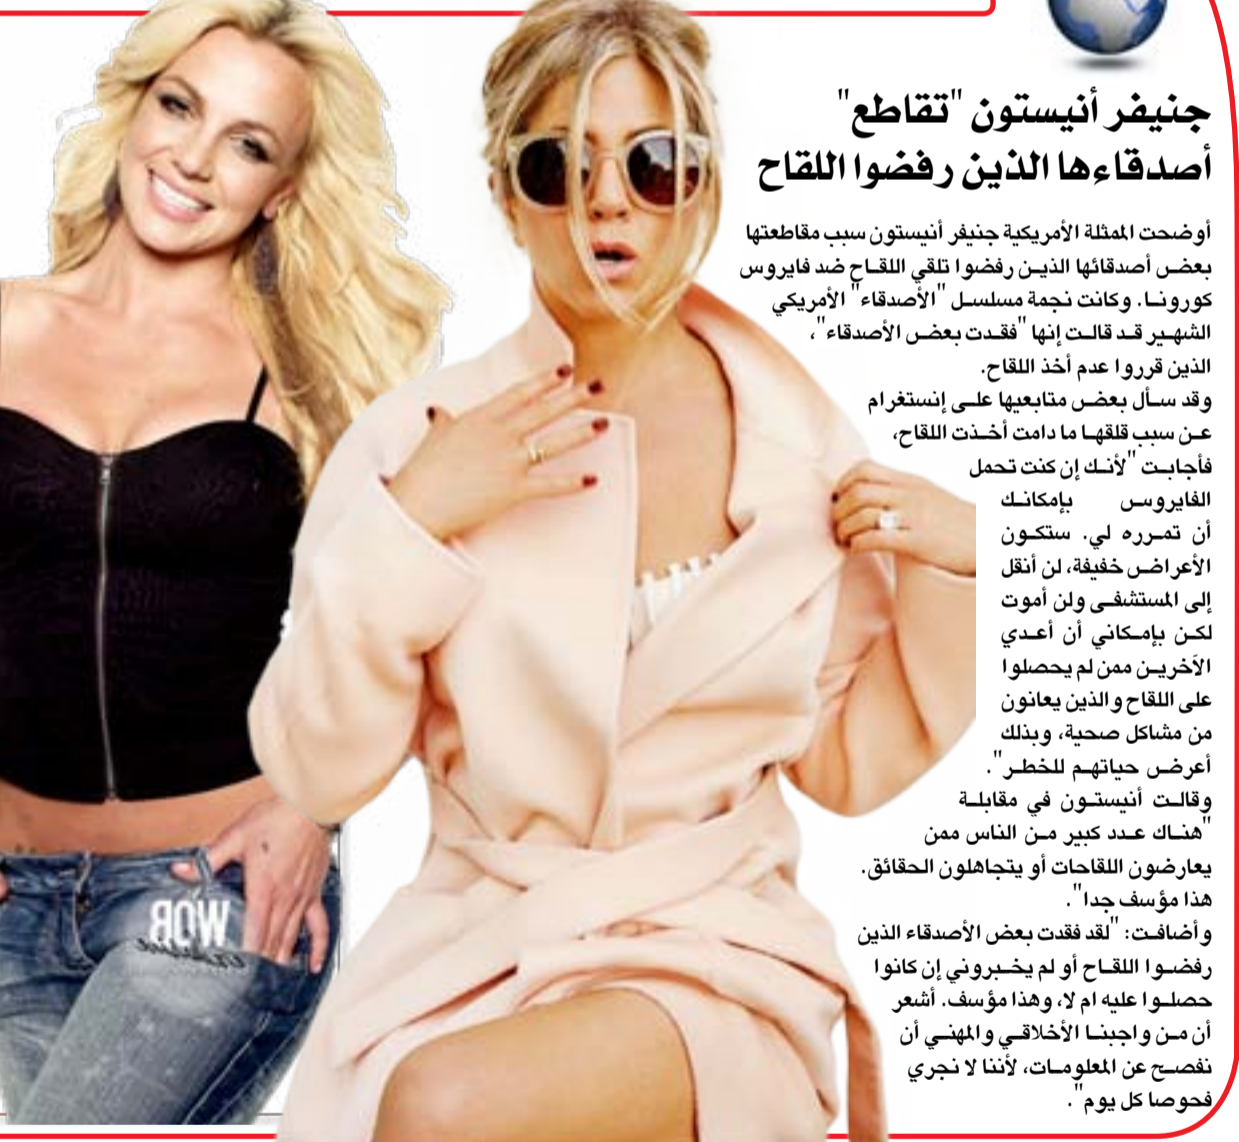 جنيفر أنيستون "تقاطع"
أصدقاءها الذين رفضوا اللقاح
أوضحت الممثلة الأمريكية جنيفر أنيستون سبب مقاطعتها
بعض أصدقائها الذين رفضوا تلقي اللقاح ضد فايروس
كورونا. وكانت نجمة مسلسل "الأصدقاء" الأمريكي
الشهير قد قالت إنها "فقدت بعض الأصدقاء"،
الذين قرروا عدم أخذ اللقاح.
وقد سأل بعض متابعيها على إنستغرام
عن سبب قلقها ما دامت أخذت اللقاح،
فأجابت "لأنك إن كنت تحمل
الفايروس بإمكانك
أن تمرره لي. ستكون
الأعراض خفيفة، لن أنقل
إلى المستشفى ولن أموت
لكن بإمكاني أن أعدي
الآخرين ممن لم يحصلوا
على اللقاح والذين يعانون
من مشاكل صحية، وبذلك
أعرض حياتهم للخطر".
وقالت أنيستون في مقابلة
"هناك عدد كبير من الناس ممن
يعارضون اللقاحات أو يتجاهلون الحقائق.
هذا مؤسف جدا".
وأضافت: "لقد فقدت بعض الأصدقاء الذين
رفضوا اللقاح أو لم يخبروني إن كانوا
حصلوا عليه ام لا، وهذا مؤسف. أشعر
أن من واجبنا الأخلاقي والمهني أن
نفصح عن المعلومات، لأننا لا نجري
فحوصا كل يوم".